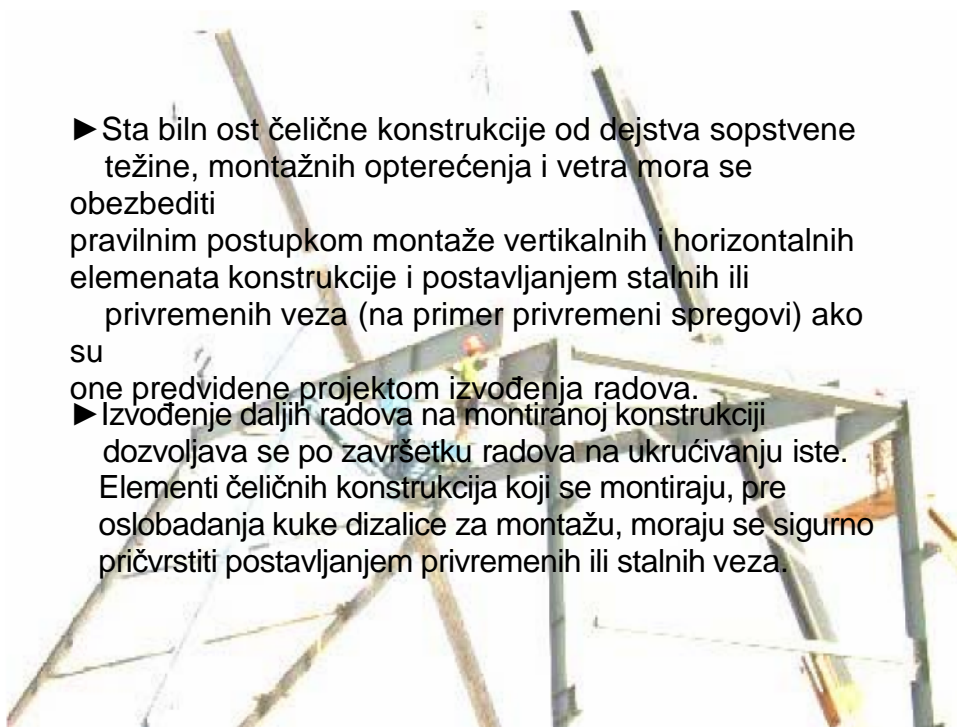 ►Sta biln ost čelične konstrukcije od dejstva sopstvene
težine, montažnih opterećenja i vetra mora se
obezbediti
pravilnim postupkom montaže vertikalnih i horizontalnih
elemenata konstrukcije i postavljanjem stalnih ili
privremenih veza (na primer privremeni spregovi) ako
su
one predviđene projektom izvođenja radova.
►Izvođenje daljih radova na montiranoj konstrukciji
dozvoljava se po završetku radova na ukrućivanju iste.
Elementi čeličnih konstrukcija koji se montiraju, pre
oslobadanja kuke dizalice za montažu, moraju se sigurno
pričvrstiti postavljanjem privremenih ili stalnih veza.